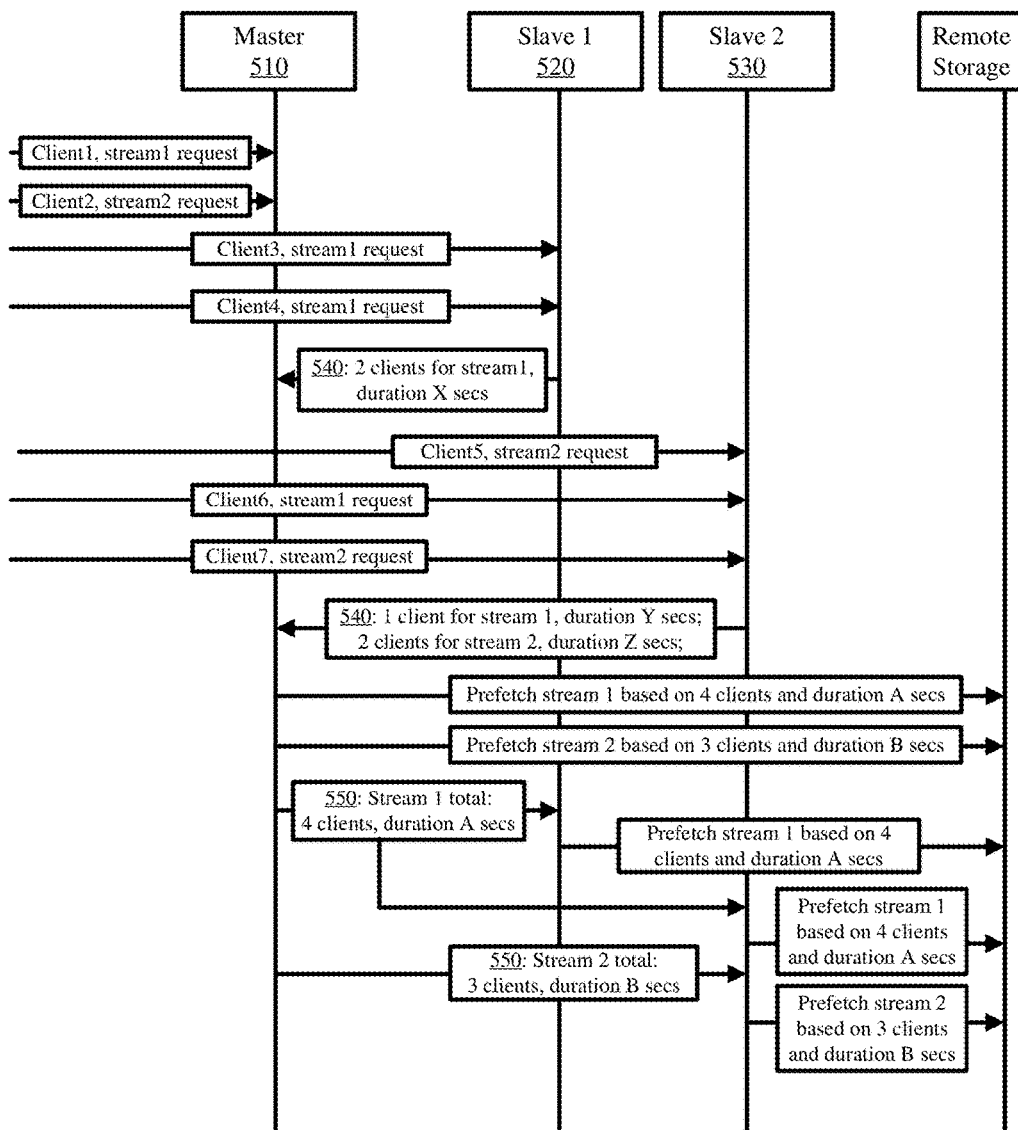 Master
510
Slave 1
520
Slave 2
530
Remote
Storage
Client1, stream1 request
Client2, stream2 request
Client3, stream1 request
Client4, stream1 request
540: 2 clients for stream1,
duration X secs
Client5, stream2 request
Client6, stream1 request
Client7, stream2 request
540: 1 client for stream 1, duration Y secs;
2 clients for stream 2, duration Z secs;
Prefetch stream 1 based on 4 clients and duration A secs
Prefetch stream 2 based on 3 clients and duration B secs
550: Stream 1 total:
4 clients, duration A secs
Prefetch stream 1 based on 4
clients and duration A secs
Prefetch stream 1
based on 4 clients
and duration A secs
550: Stream 2 total:
3 clients, duration B secs
Prefetch stream 2
based on 3 clients
and duration B secs